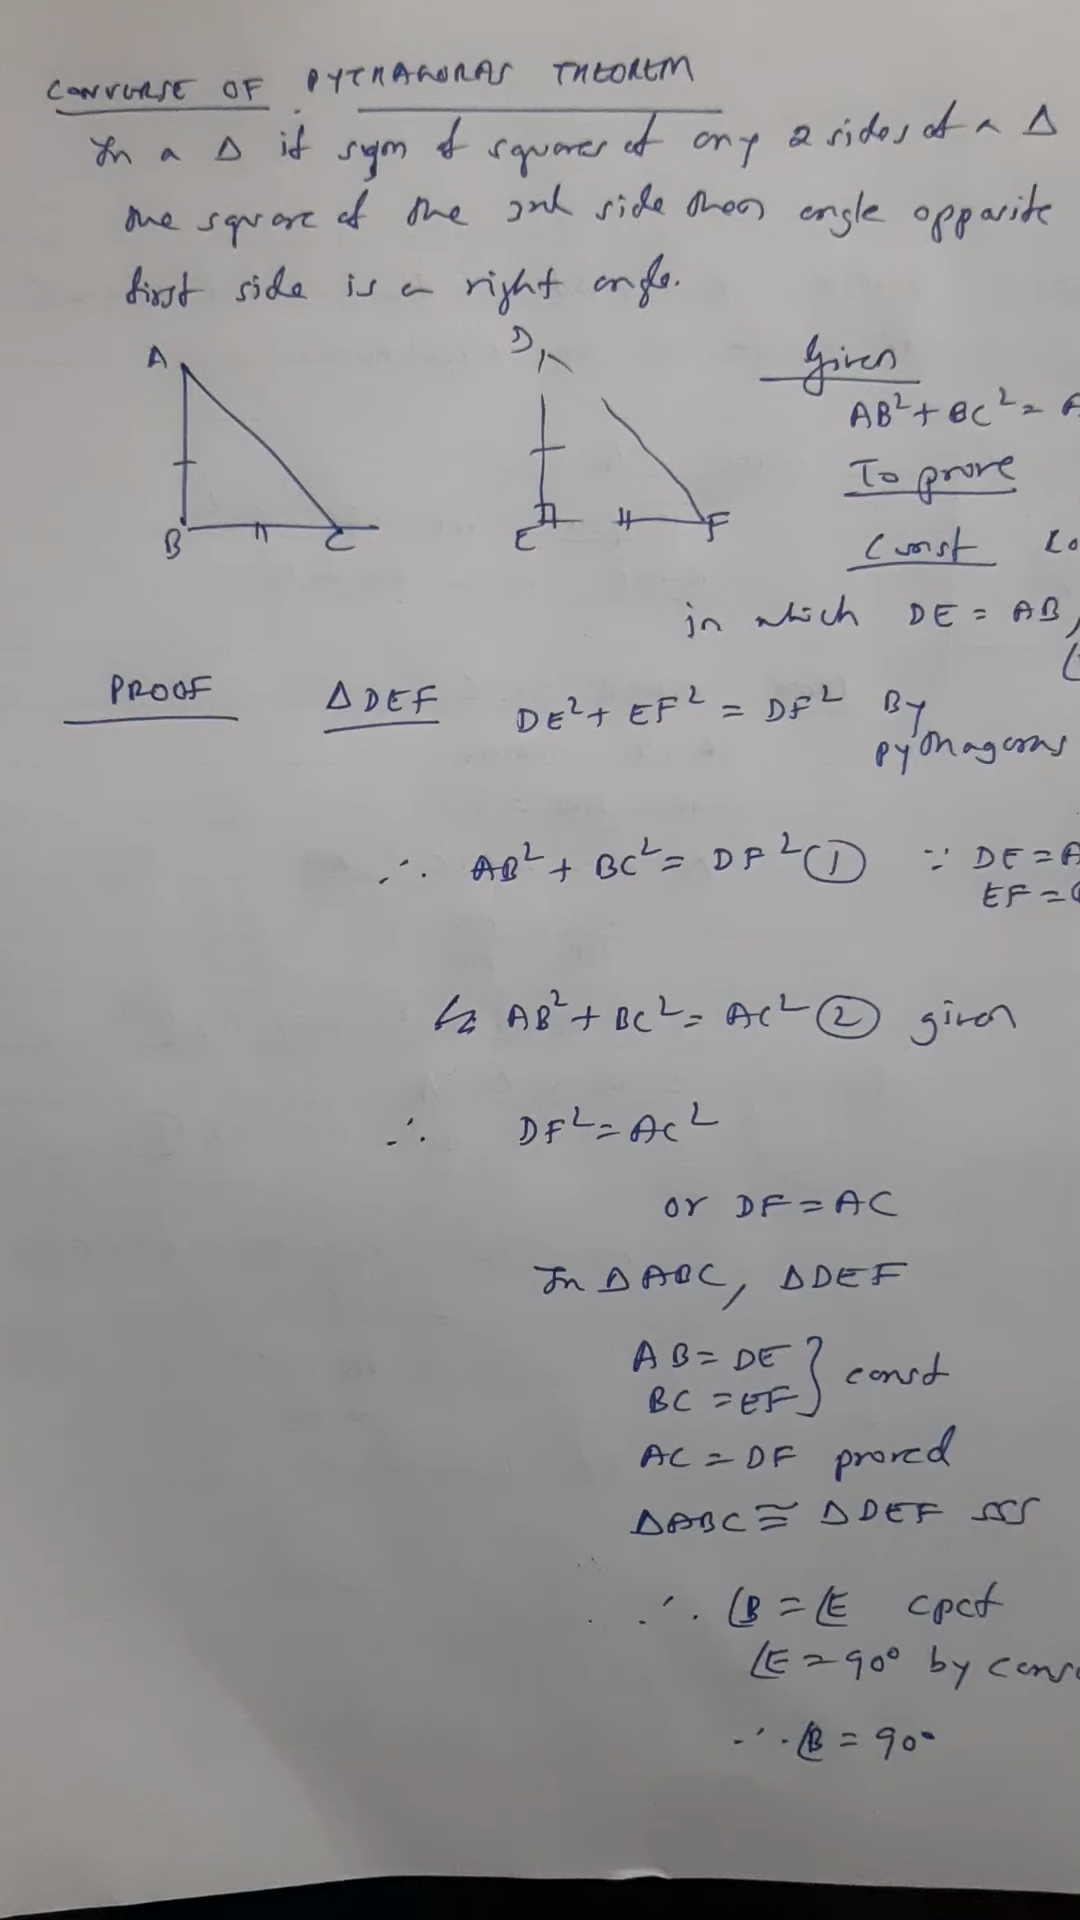 CONVERSE OF PYTHAGORAS THEOREM
In a Δ if sum of squares of any 2 sides of a Δ
the square of the 3rd side then angle opposite
first side is a right angle.
A
B
C
D
E
F
Given
AB² + BC² =
To prove
Const
in which DE = AB,
PROOF ΔDEF DE² + EF² = DF² By
pythagoras
∴ AB² + BC² = DF² ① ∵ DE = A
EF =
AB² + BC² = AC² ② given
∴ DF² = AC²
or DF = AC
In ΔABC, ΔDEF
AB = DE
BC = EF } const
AC = DF proved
ΔABC ≅ ΔDEF SSS
∴ ∠B = ∠E cpct
∠E = 90° by cons
∴ ∠B = 90°